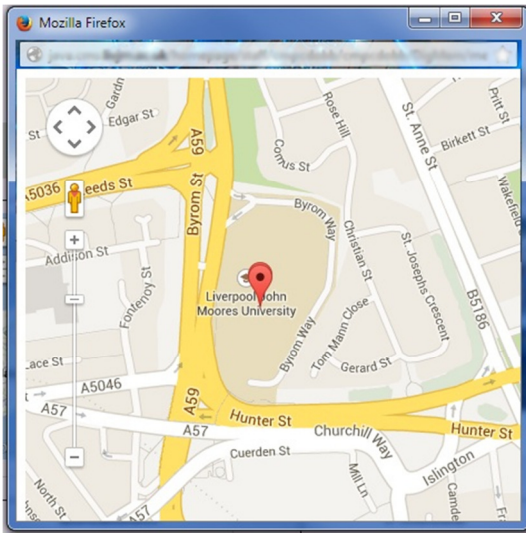 Mozilla Firefox
Gardn
Edgar St
St
A59
Rose Hill
St. Anne St
Pritt St
Birkett St
Comus St
A5036
eeds St
Byrom St
Byrom Way
Christian St
Wakefield
Addison St
Fontenoy St
St. Josephs Crescent
Liverpool John
Moores University
B5186
Byrom Way
Tom Mann Close
Gerard St
Lace St
A5046
A59
A57
Hunter St
A57
Churchill Way
Hunter St
Cuerden St
Islington
North St
Mill Ln
Camde
Fra